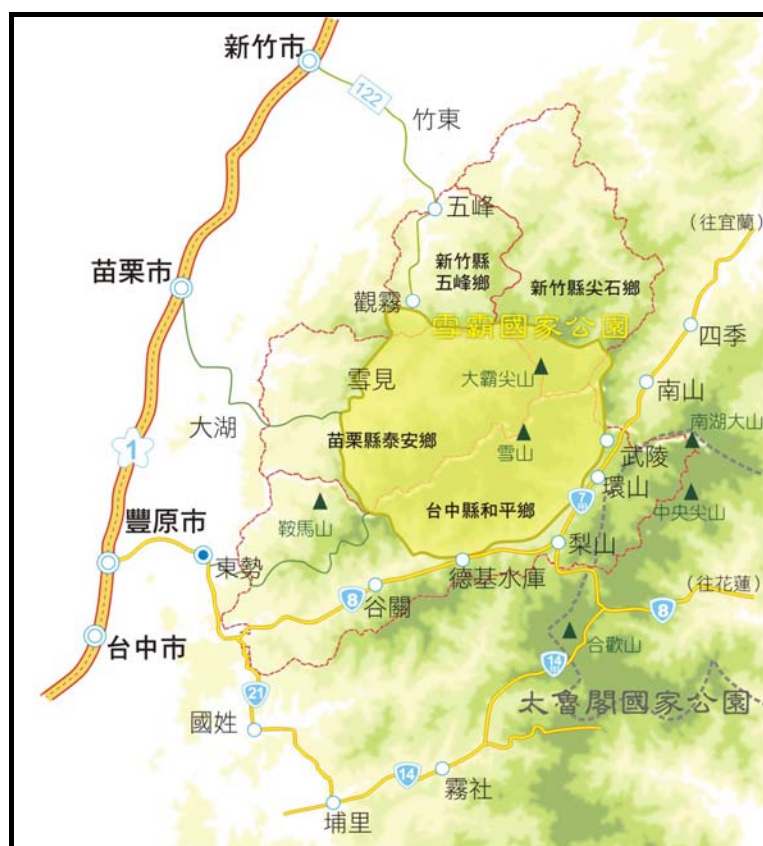 新竹市
122
竹東
五峰
(往宜蘭)
新竹縣
五峰鄉
新竹縣尖石鄉
苗栗市
觀霧
雪霸國家公園
四季
雪見
大霸尖山
南山
大湖
南湖大山
苗栗縣泰安鄉
雪山
武陵
1
環山
7
甲
中央尖山
台中縣和平鄉
鞍馬山
豐原市
梨山
東勢
德基水庫
(往花蓮)
8
谷關
8
台中市
合歡山
14
甲
21
太魯閣國家公園
國姓
14
霧社
埔里